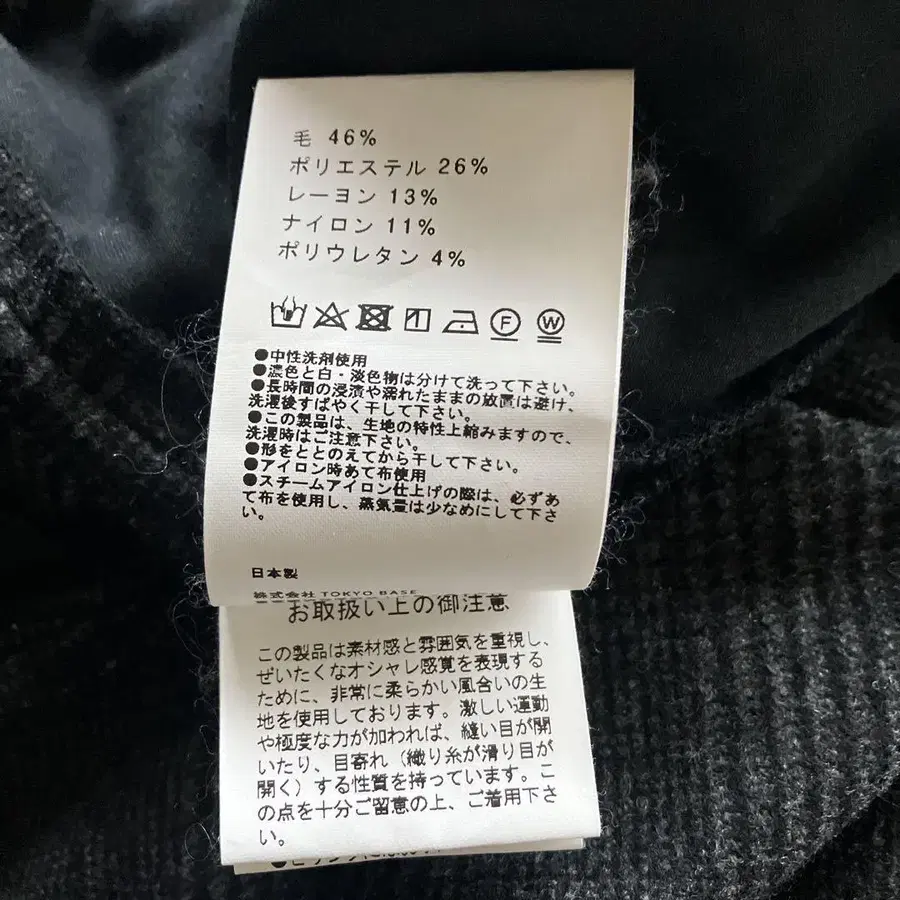 毛 46%
ポリエステル 26%
レーヨン 13%
ナイロン 11%
ポリウレタン 4%
F
W
●中性洗剤使用
●濃色と白・淡色物は分けて洗って下さい。
●長時間の浸漬や濡れたままの放置は避け、
洗濯後すばやく干して下さい。
●この製品は、生地の特性上縮みますので、
洗濯時はご注意下さい。
●形をととのえてから干して下さい。
●アイロン時あて布使用
●スチームアイロン仕上げの際は、必ずあ
て布を使用し、蒸気量は少なめにして下さ
い。
日本製
株式会社 TOKYO BASE
お取扱い上の御注意
この製品は素材感と雰囲気を重視し、
ぜいたくなオシャレ感覚を表現する
ために、非常に柔らかい風合いの生
地を使用しております。激しい運動
や極度な力が加われば、縫い目が開
いたり、目寄れ（織り糸が滑り目が
開く）する性質を持っています。こ
の点を十分ご留意の上、ご着用下さ
い。